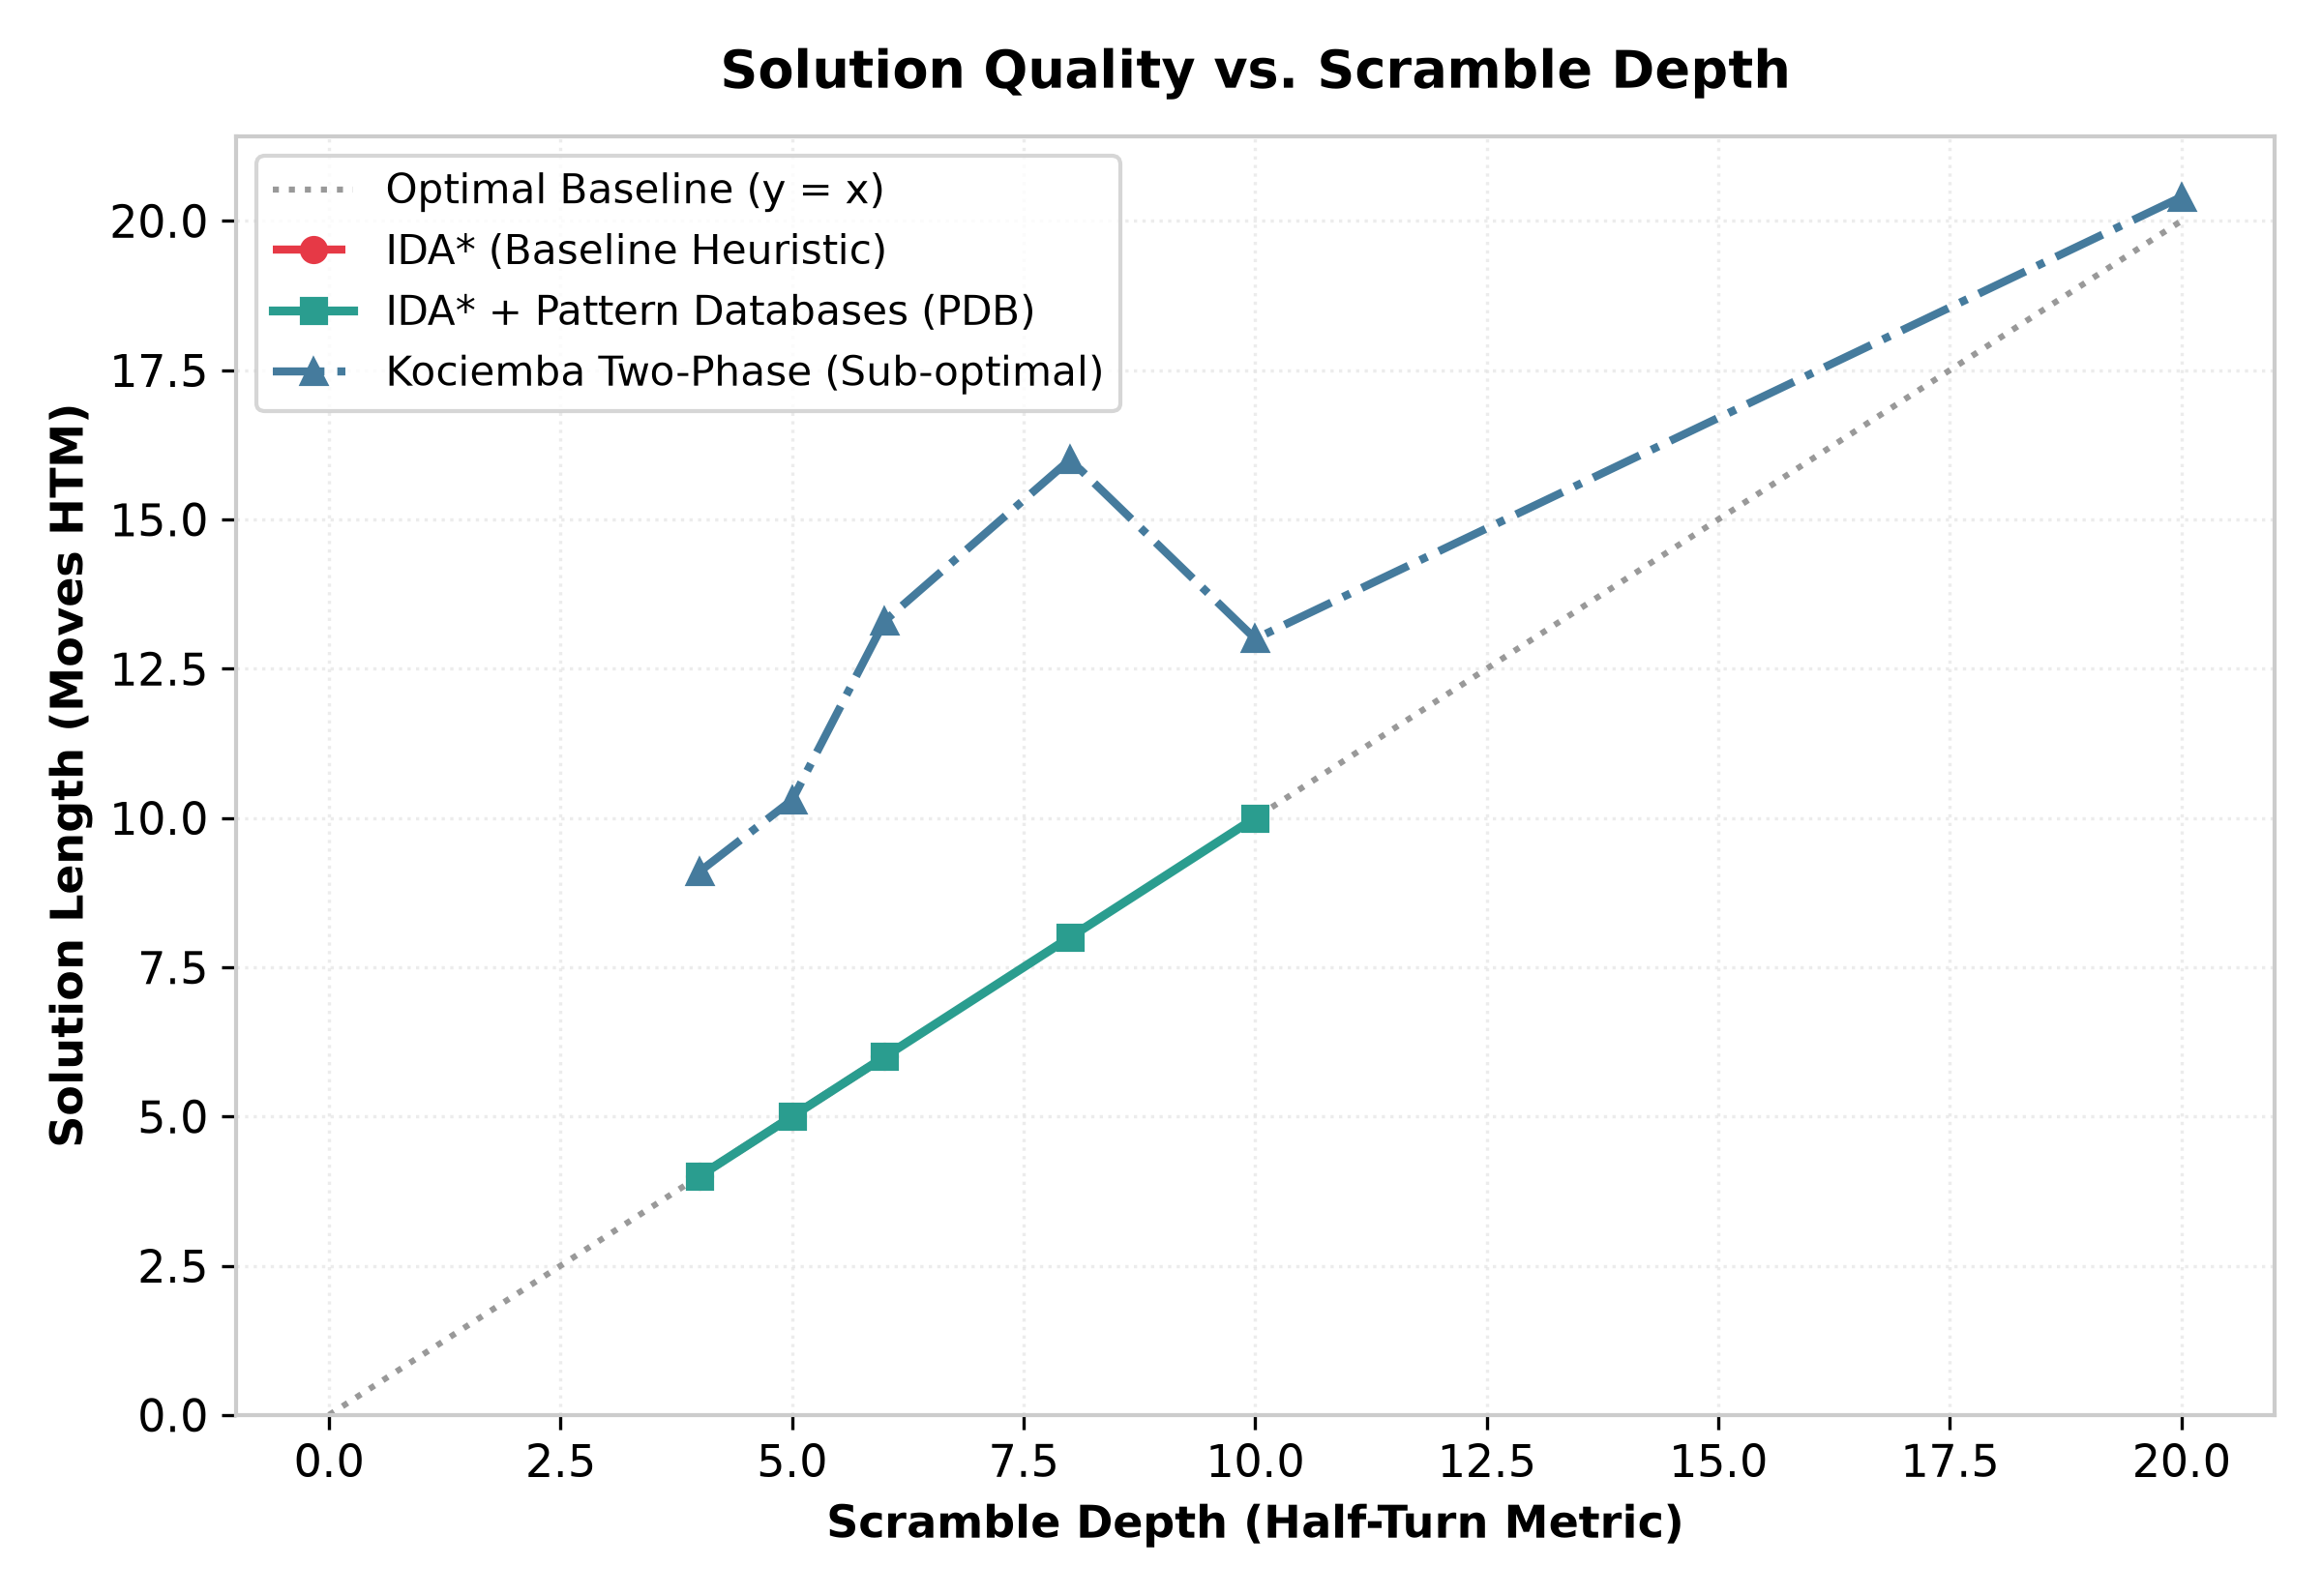 Solution Quality vs. Scramble Depth
Optimal Baseline (y = x)
IDA* (Baseline Heuristic)
IDA* + Pattern Databases (PDB)
Kociemba Two-Phase (Sub-optimal)
Solution Length (Moves HTM)
20.0
17.5
15.0
12.5
10.0
7.5
5.0
2.5
0.0
0.0 2.5 5.0 7.5 10.0 12.5 15.0 17.5 20.0
Scramble Depth (Half-Turn Metric)